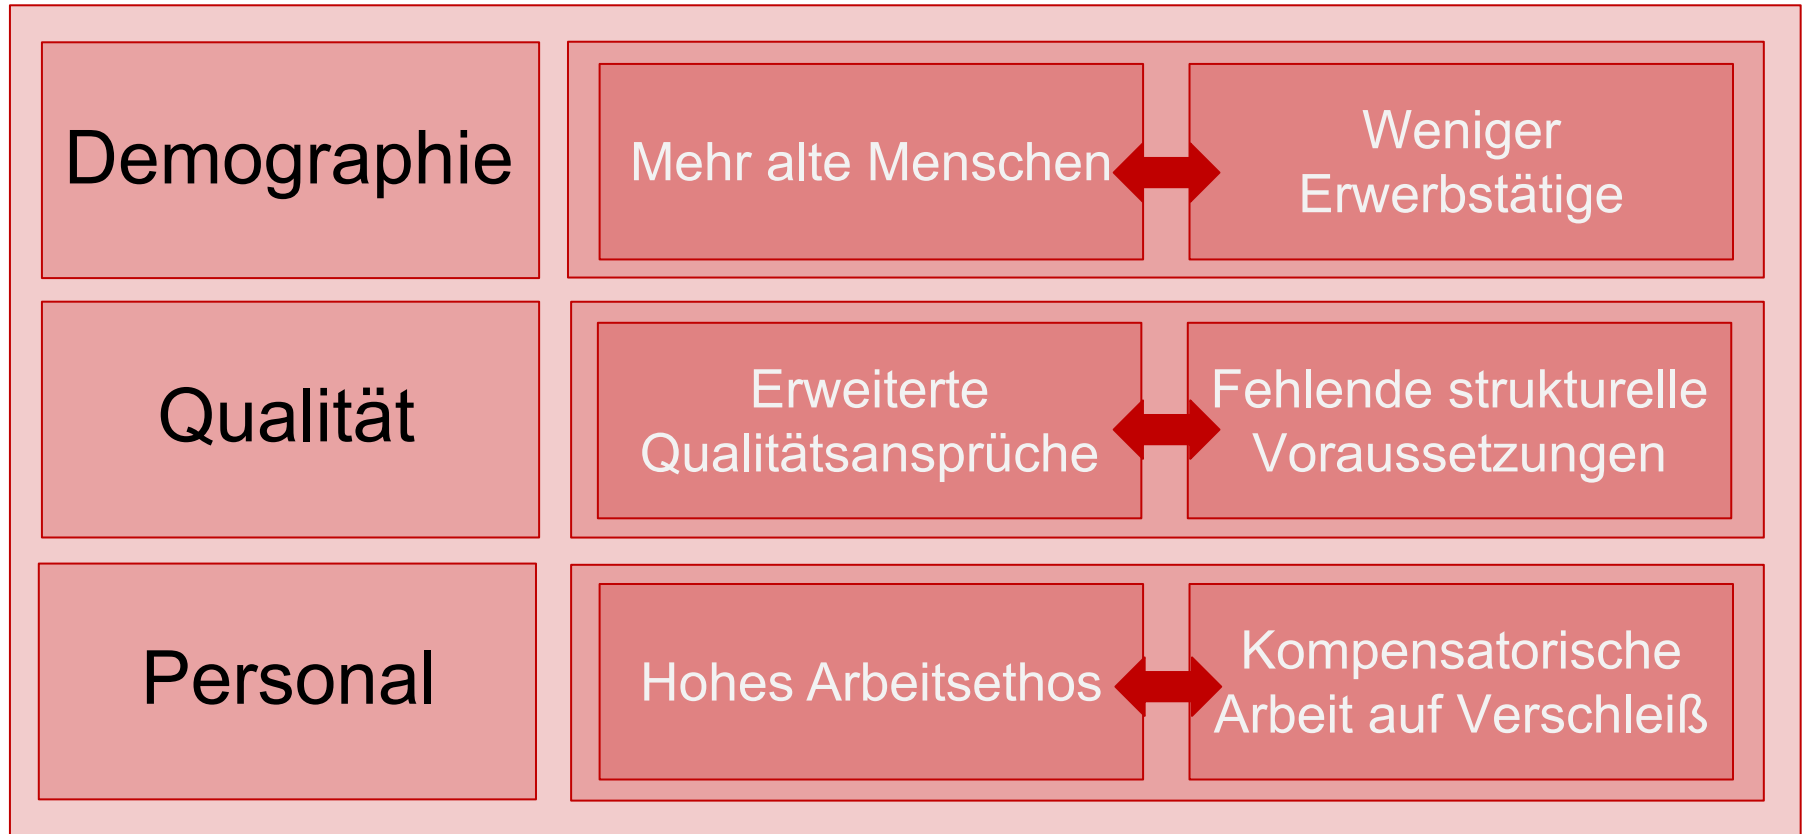 Demographie
Mehr alte Menschen
Weniger
Erwerbstätige
Qualität
Erweiterte
Qualitätsansprüche
Fehlende strukturelle
Voraussetzungen
Personal
Hohes Arbeitsethos
Kompensatorische
Arbeit auf Verschleiß